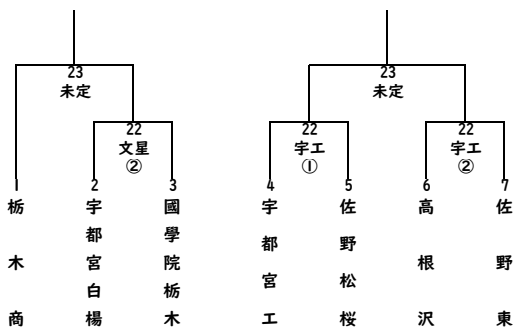 23
未定
23
未定
22
文星
②
22
宇工
①
22
宇工
②
1
栃木商
2
宇都宮白楊
3
國學院栃木
4
宇都宮工
5
佐野松桜
6
高根沢
7
佐野東